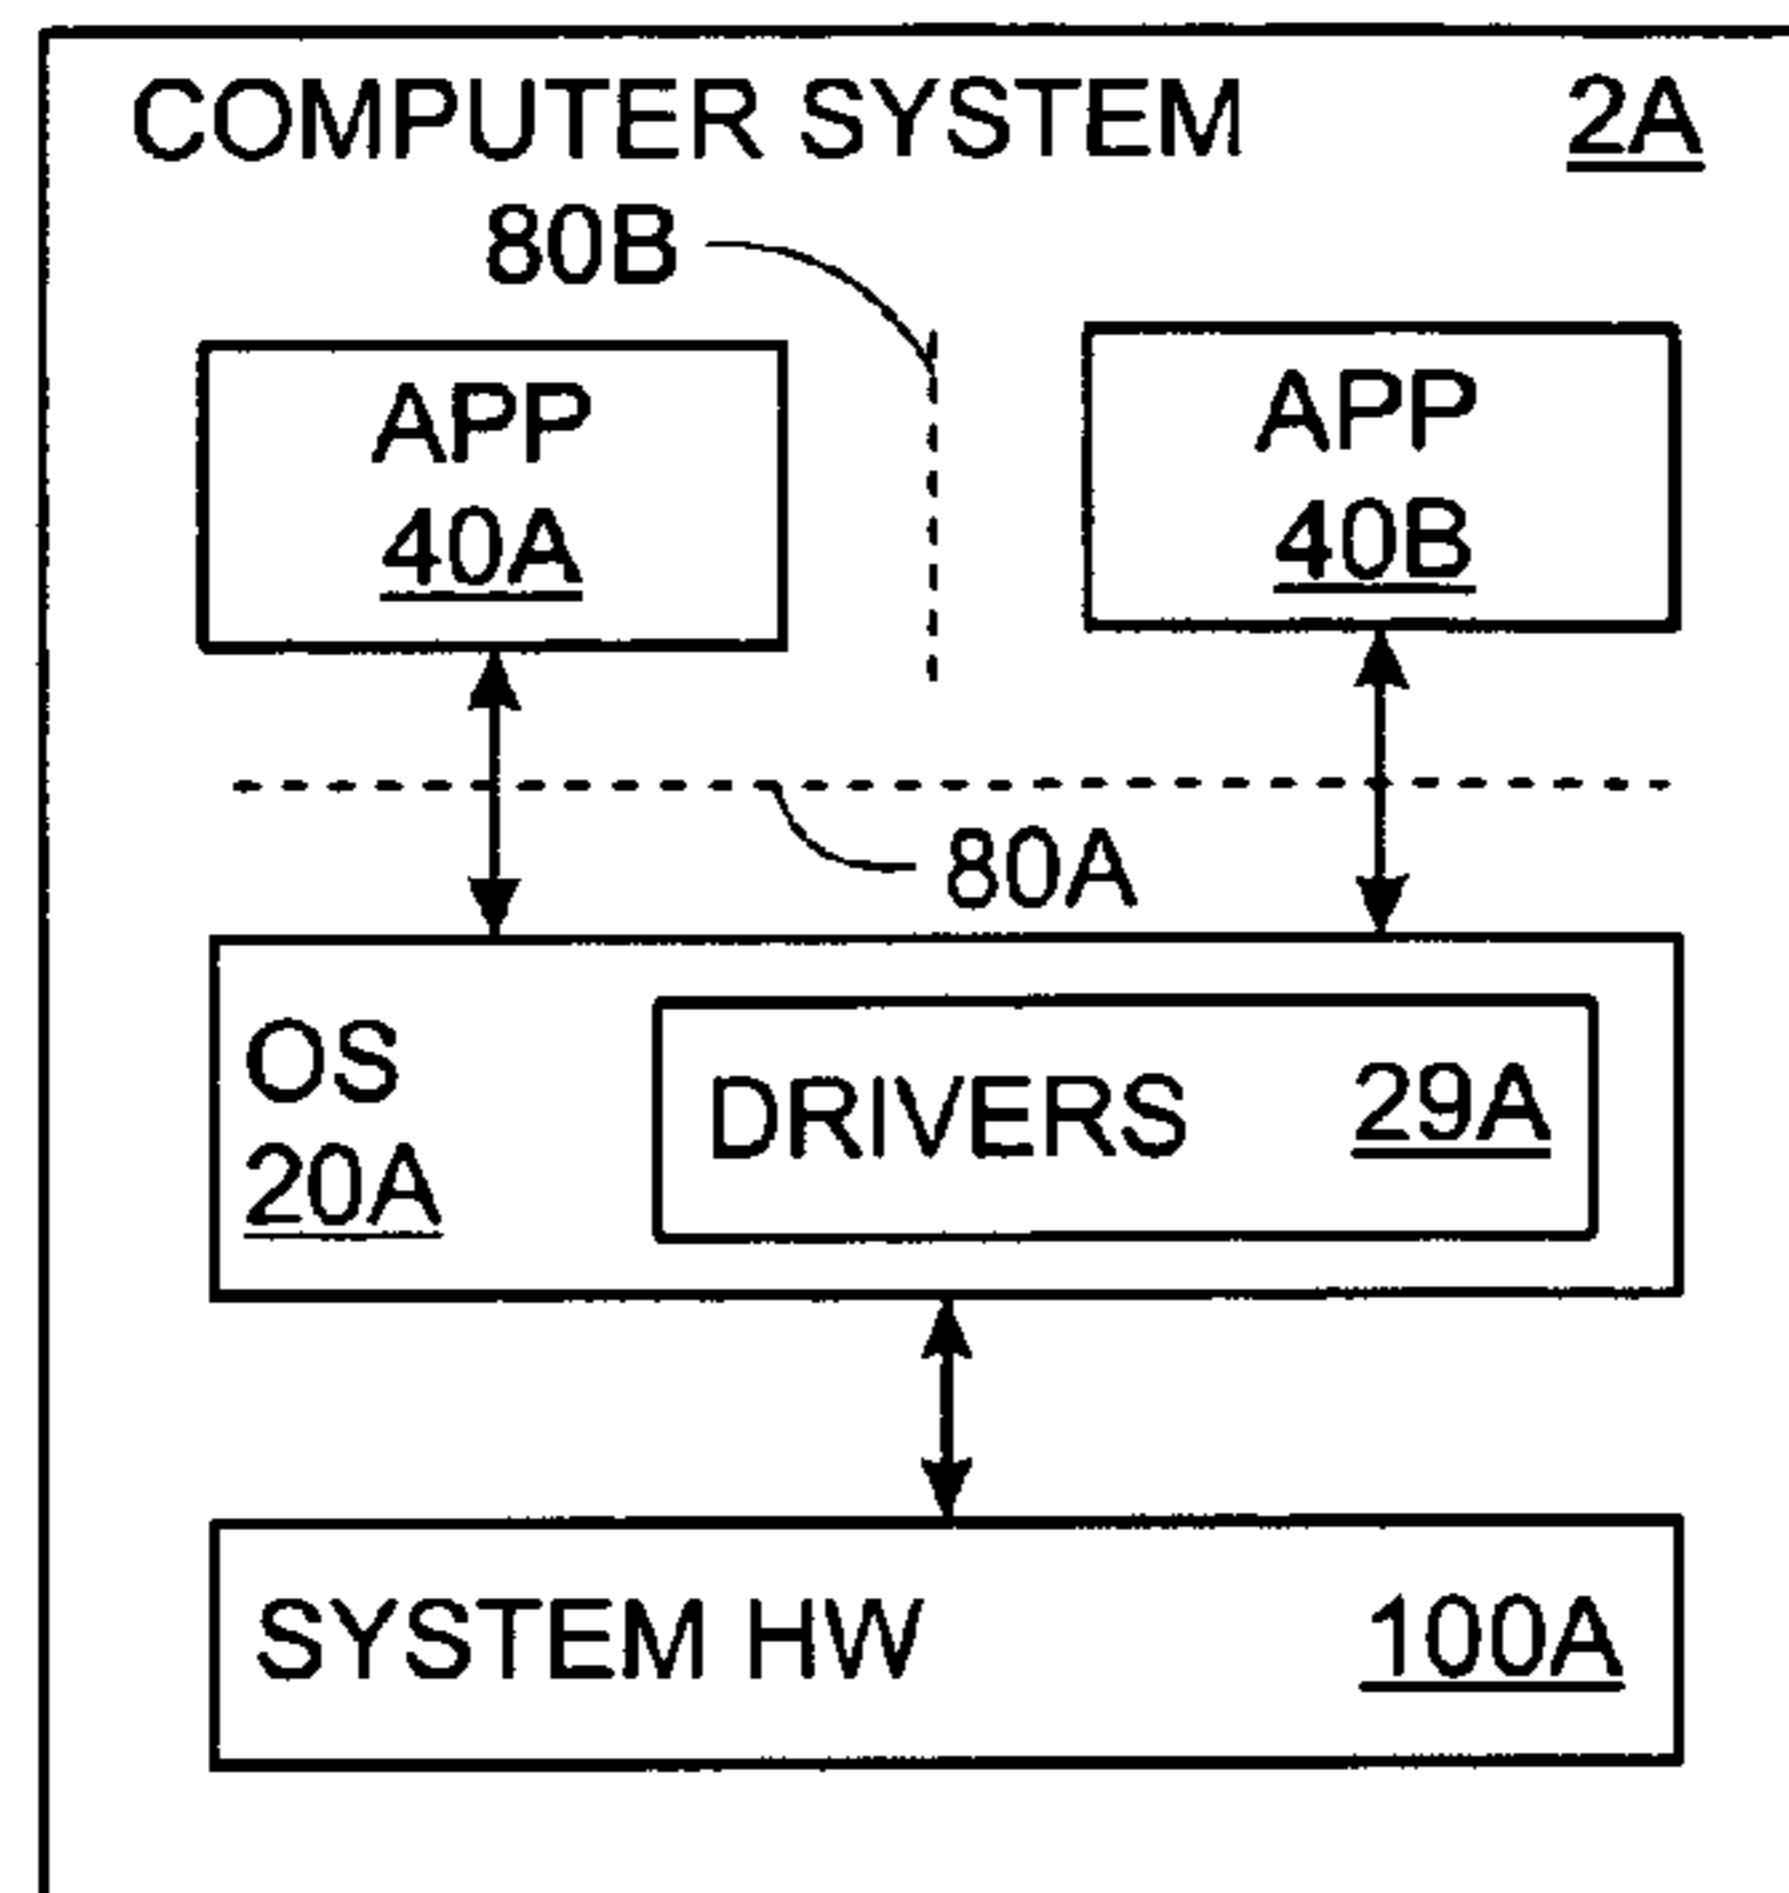 COMPUTER SYSTEM 2A
80B
APP
40A
APP
40B
80A
OS
20A
DRIVERS 29A
SYSTEM HW 100A